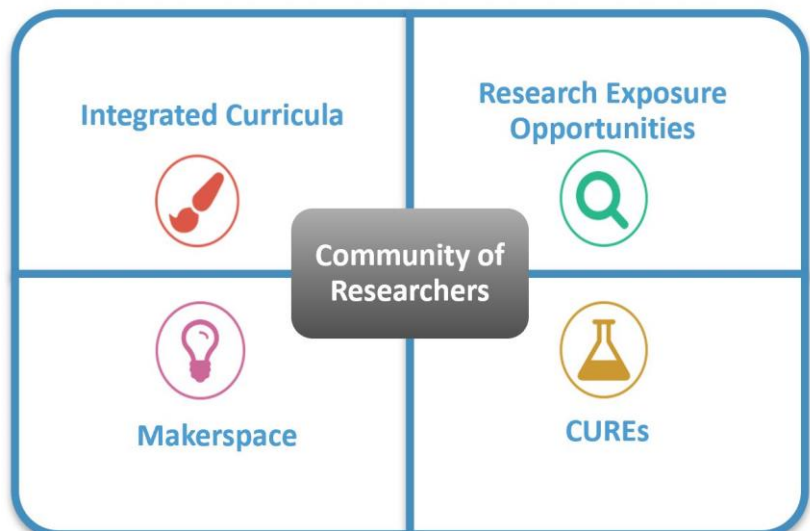 Integrated Curricula
Research Exposure
Opportunities
Community of
Researchers
Makerspace
CUREs